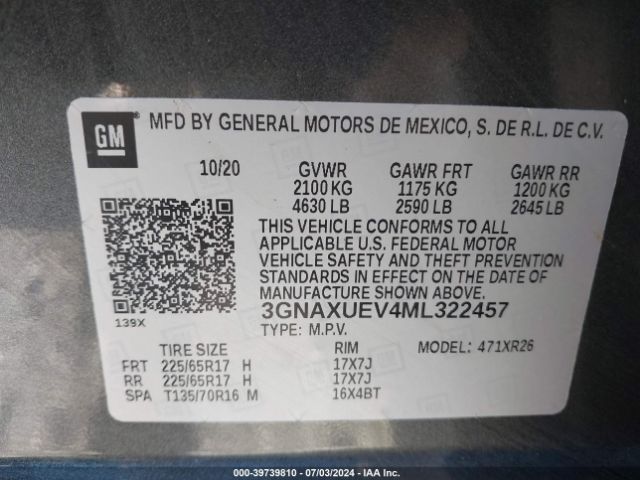 GM
MFD BY GENERAL MOTORS DE MEXICO, S. DE R.L. DE C.V.
10/20 GVWR GAWR FRT GAWR RR
2100 KG 1175 KG 1200 KG
4630 LB 2590 LB 2645 LB
THIS VEHICLE CONFORMS TO ALL
APPLICABLE U.S. FEDERAL MOTOR
VEHICLE SAFETY AND THEFT PREVENTION
STANDARDS IN EFFECT ON THE DATE OF
MANUFACTURE SHOWN ABOVE.
3GNAXUEV4ML322457
139X TYPE: M.P.V.
TIRE SIZE RIM MODEL: 471XR26
FRT 225/65R17 H 17X7J
RR 225/65R17 H 17X7J
SPA T135/70R16 M 16X4BT
000-39739810 - 07/03/2024 - IAA Inc.